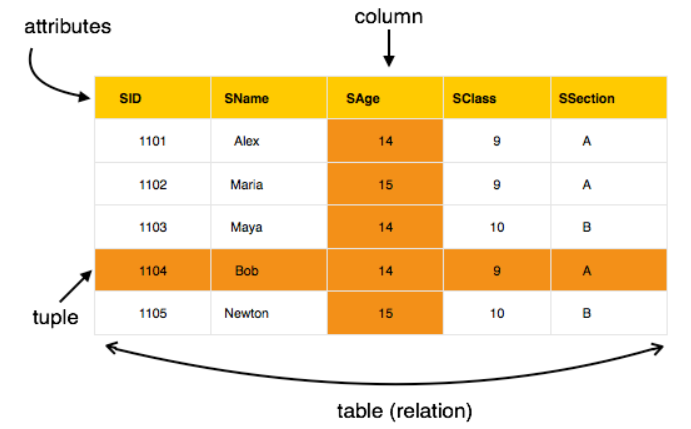 column
attributes
SID SName SAge SClass SSection
1101 Alex 14 9 A
1102 Maria 15 9 A
1103 Maya 14 10 B
1104 Bob 14 9 A
tuple
1105 Newton 15 10 B
table (relation)